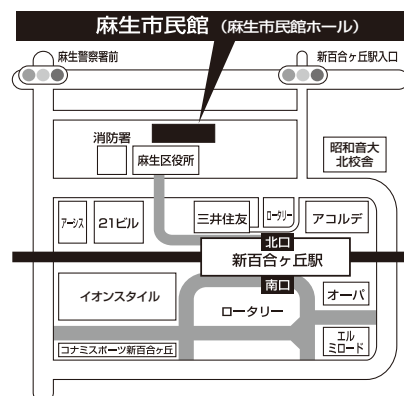 麻生市民館（麻生市民館ホール）
麻生警察署前
新百合ヶ丘駅入口
消防署
麻生区役所
昭和音大
北校舎
アーシス
21ビル
三井住友
ロータリー
アコルデ
北口
新百合ヶ丘駅
南口
イオンスタイル
ロータリー
オーパ
エル
ミロード
コナミスポーツ新百合ヶ丘